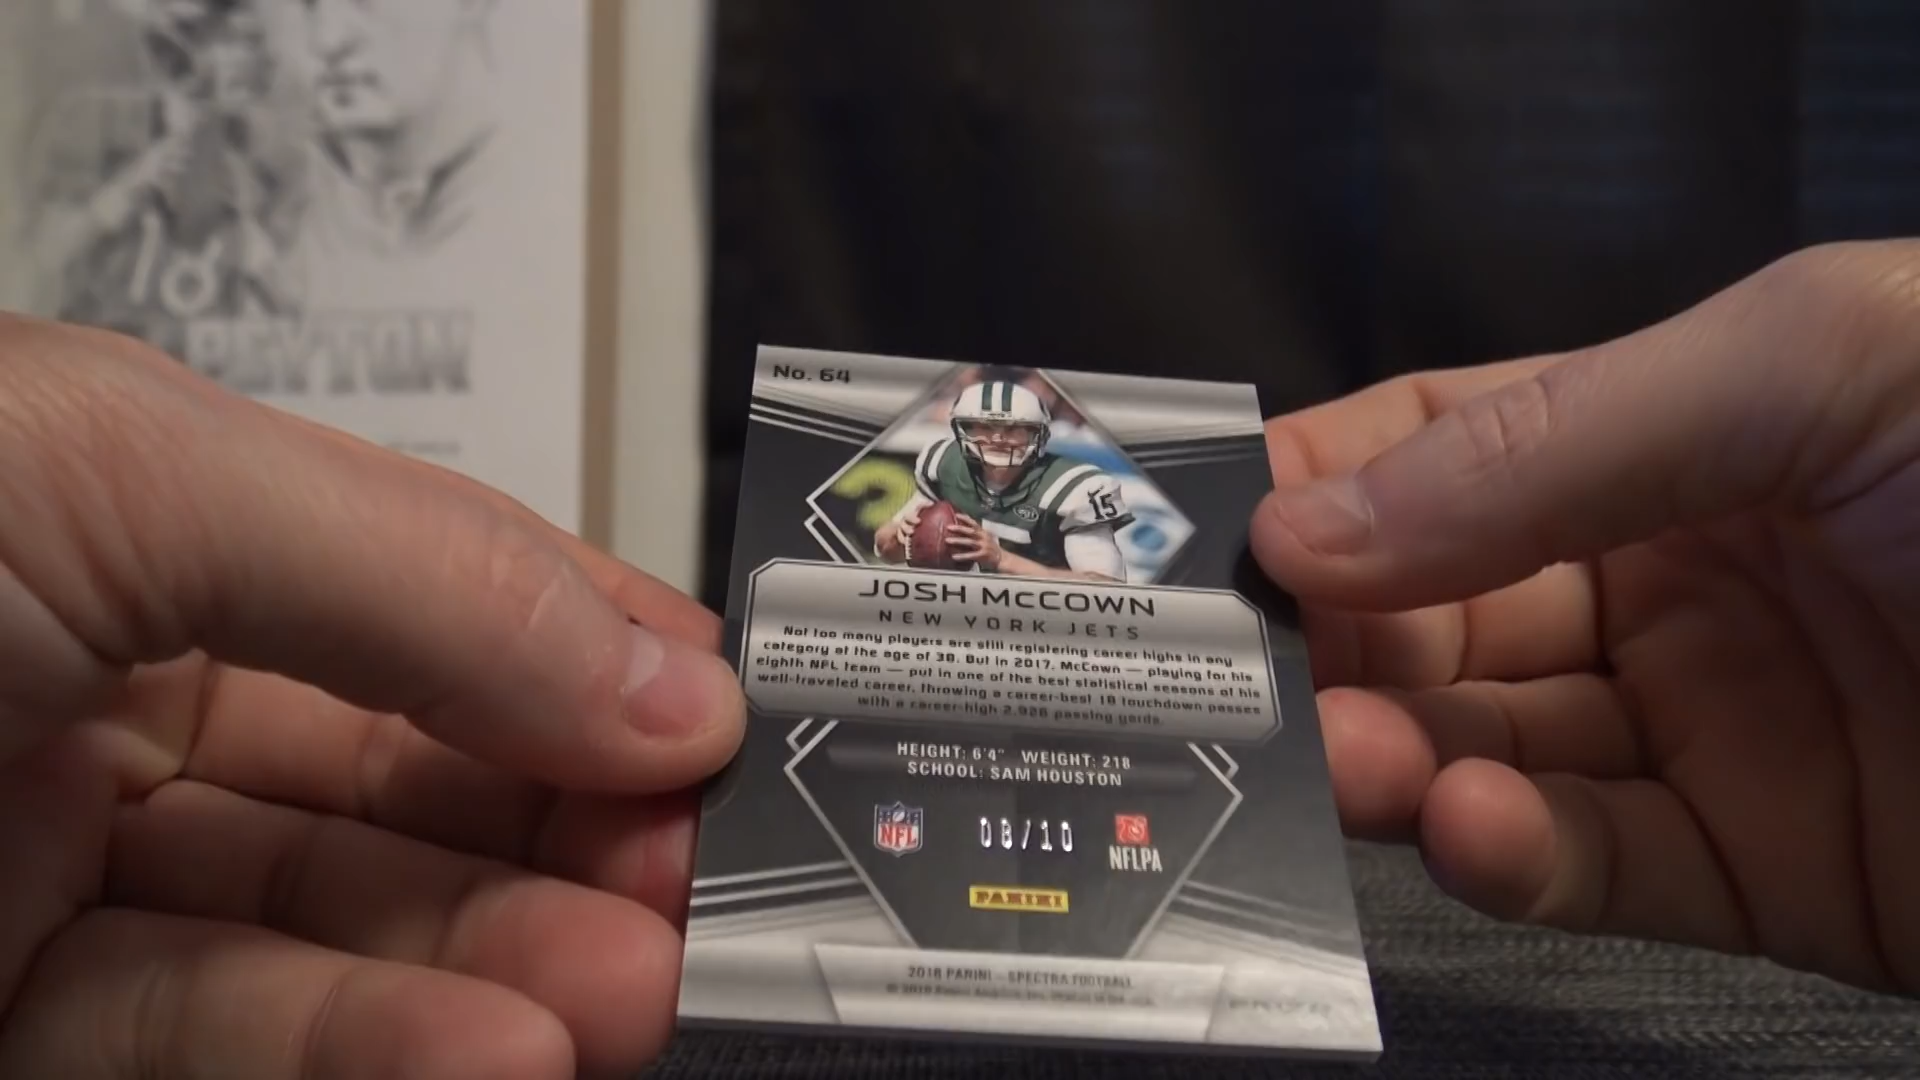 18
PEYTON
No. 64
15
JOSH McCOWN
NEW YORK JETS
Not too many players are still registering career highs in any
category at the age of 38. But in 2017, McCown — playing for his
eighth NFL team — put in one of the best statistical seasons of his
well-traveled career, throwing a career-best 18 touchdown passes
with a career-high 2,926 passing yards.
HEIGHT: 6'4" WEIGHT: 218
SCHOOL: SAM HOUSTON
NFL
08/10
NFLPA
PANINI
2018 PANINI - SPECTRA FOOTBALL